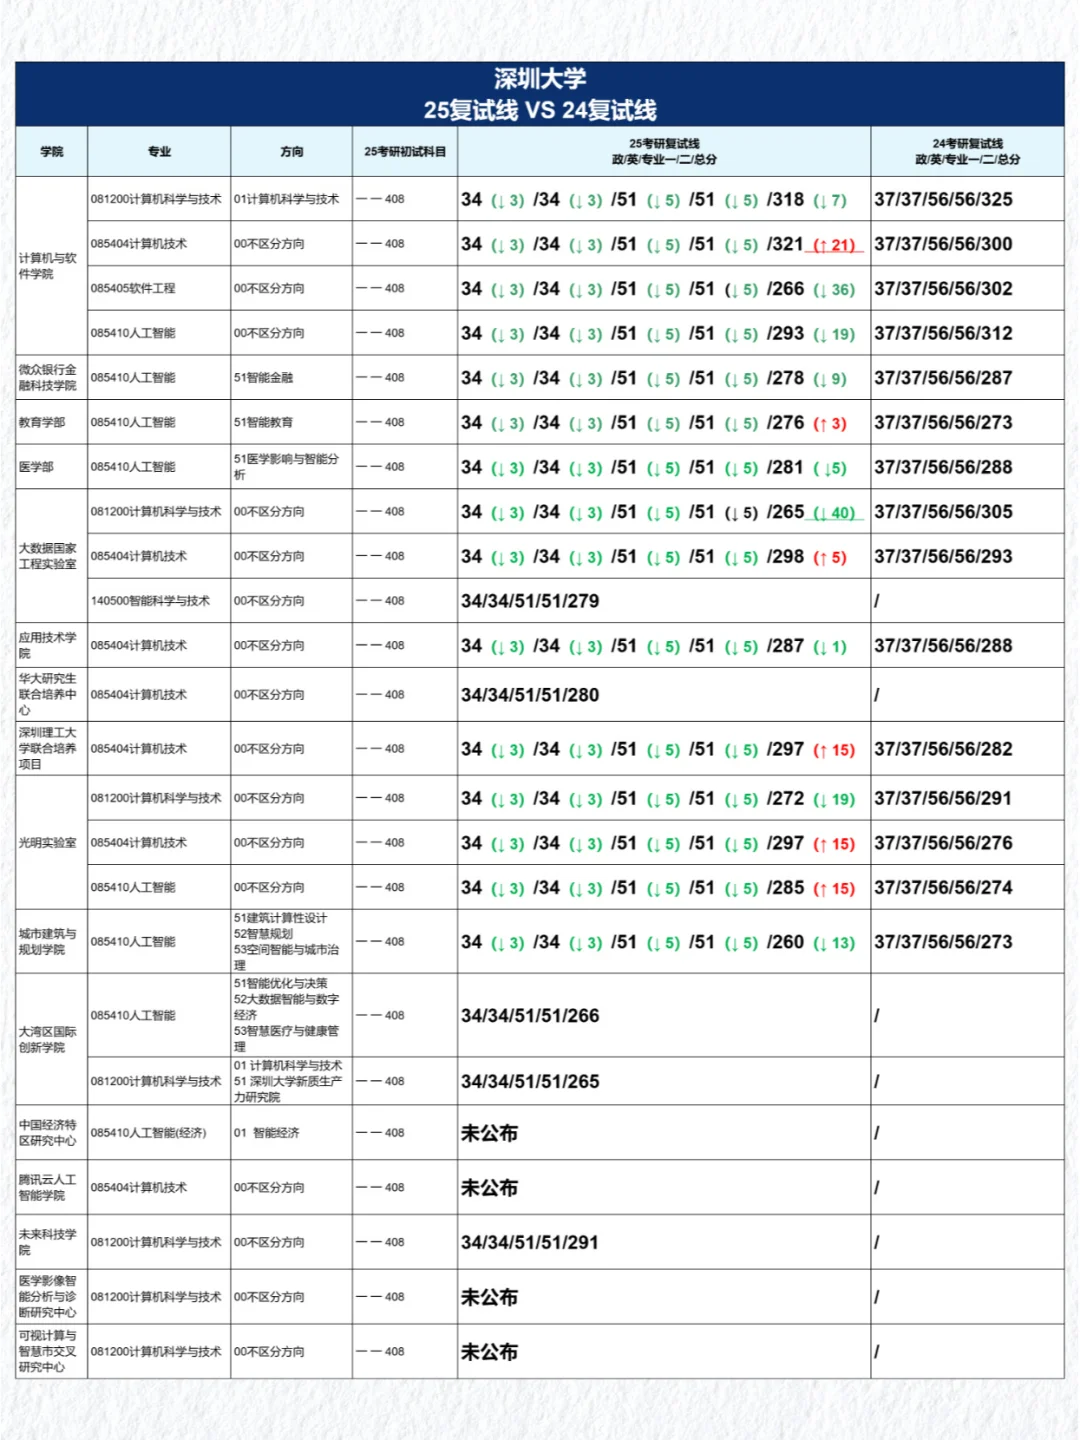 深圳大学
25复试线 VS 24复试线
学院 专业 方向 25考研初试科目 25考研复试线 政/英/专业一/二/总分 24考研复试线 政/英/专业一/二/总分
计算机与软件学院 081200计算机科学与技术 01计算机科学与技术 一 一 408 34 (↓3) /34 (↓3) /51 (↓5) /51 (↓5) /318 (↓7) 37/37/56/56/325
085404计算机技术 00不区分方向 一 一 408 34 (↓3) /34 (↓3) /51 (↓5) /51 (↓5) /321 (↑21) 37/37/56/56/300
085405软件工程 00不区分方向 一 一 408 34 (↓3) /34 (↓3) /51 (↓5) /51 (↓5) /266 (↓36) 37/37/56/56/302
085410人工智能 00不区分方向 一 一 408 34 (↓3) /34 (↓3) /51 (↓5) /51 (↓5) /293 (↓19) 37/37/56/56/312
微众银行金融科技学院 085410人工智能 51智能金融 一 一 408 34 (↓3) /34 (↓3) /51 (↓5) /51 (↓5) /278 (↓9) 37/37/56/56/287
教育学部 085410人工智能 51智能教育 一 一 408 34 (↓3) /34 (↓3) /51 (↓5) /51 (↓5) /276 (↑3) 37/37/56/56/273
医学部 085410人工智能 51医学影响与智能分析 一 一 408 34 (↓3) /34 (↓3) /51 (↓5) /51 (↓5) /281 (↓5) 37/37/56/56/288
大数据国家工程实验室 081200计算机科学与技术 00不区分方向 一 一 408 34 (↓3) /34 (↓3) /51 (↓5) /51 (↓5) /265 (↓40) 37/37/56/56/305
085404计算机技术 00不区分方向 一 一 408 34 (↓3) /34 (↓3) /51 (↓5) /51 (↓5) /298 (↑5) 37/37/56/56/293
140500智能科学与技术 00不区分方向 一 一 408 34/34/51/51/279 /
应用技术学院 085404计算机技术 00不区分方向 一 一 408 34 (↓3) /34 (↓3) /51 (↓5) /51 (↓5) /287 (↓1) 37/37/56/56/288
华大研究生联合培养中心 085404计算机技术 00不区分方向 一 一 408 34/34/51/51/280 /
深圳理工大学联合培养项目 085404计算机技术 00不区分方向 一 一 408 34 (↓3) /34 (↓3) /51 (↓5) /51 (↓5) /297 (↑15) 37/37/56/56/282
光明实验室 081200计算机科学与技术 00不区分方向 一 一 408 34 (↓3) /34 (↓3) /51 (↓5) /51 (↓5) /272 (↓19) 37/37/56/56/291
085404计算机技术 00不区分方向 一 一 408 34 (↓3) /34 (↓3) /51 (↓5) /51 (↓5) /297 (↑15) 37/37/56/56/276
085410人工智能 00不区分方向 一 一 408 34 (↓3) /34 (↓3) /51 (↓5) /51 (↓5) /285 (↑15) 37/37/56/56/274
城市建筑与规划学院 085410人工智能 51建筑计算性设计 52智慧规划 53空间智能与城市治理 一 一 408 34 (↓3) /34 (↓3) /51 (↓5) /51 (↓5) /260 (↓13) 37/37/56/56/273
大湾区国际创新学院 085410人工智能 51智能优化与决策 52大数据智能与数字经济 53智慧医疗与健康管理 一 一 408 34/34/51/51/266 /
081200计算机科学与技术 01 计算机科学与技术 51 深圳大学新质生产力研究院 一 一 408 34/34/51/51/265 /
中国经济特区研究中心 085410人工智能(经济) 01 智能经济 一 一 408 未公布 /
腾讯云人工智能学院 085404计算机技术 00不区分方向 一 一 408 未公布 /
未来科技学院 081200计算机科学与技术 00不区分方向 一 一 408 34/34/51/51/291 /
医学影像智能分析与诊断研究中心 081200计算机科学与技术 00不区分方向 一 一 408 未公布 /
可视计算与智慧市交叉研究中心 081200计算机科学与技术 00不区分方向 一 一 408 未公布 /